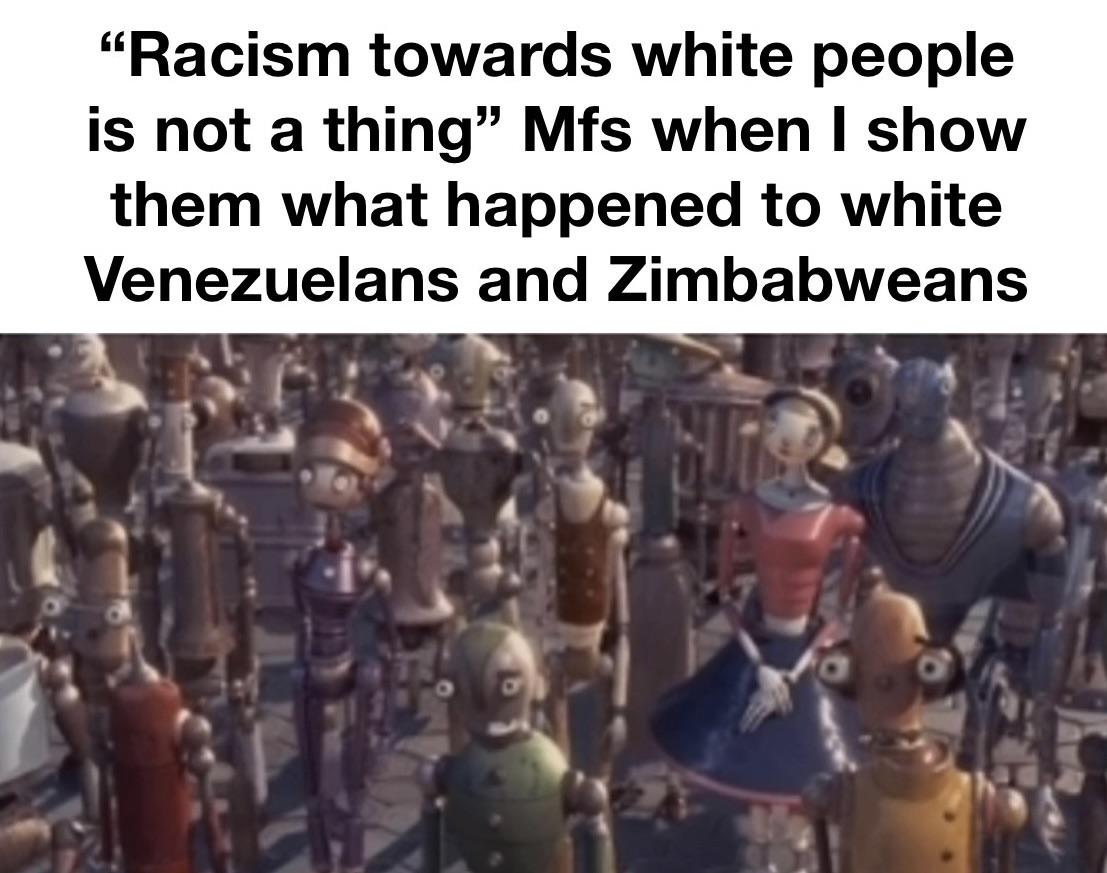 “Racism towards white people
is not a thing” Mfs when I show
them what happened to white
Venezuelans and Zimbabweans